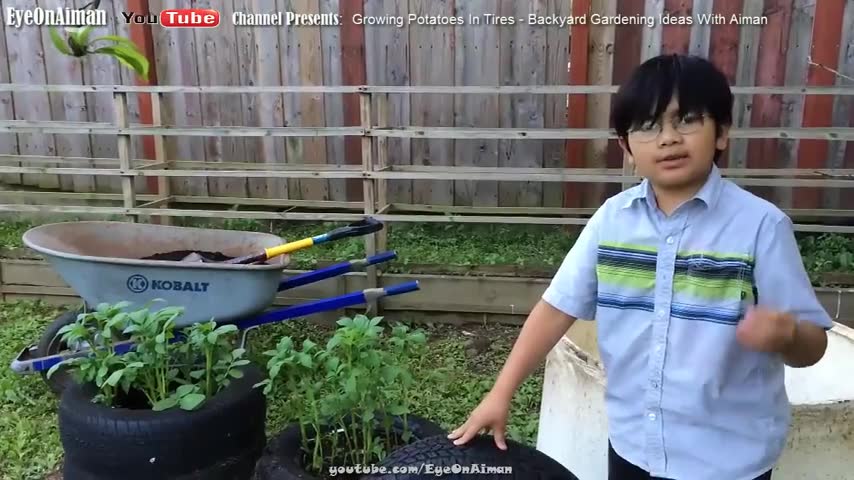 EyeOnAiman YouTube Channel Presents: Growing Potatoes In Tires - Backyard Gardening Ideas With Aiman
KOBALT
youtube.com/EyeOnAiman